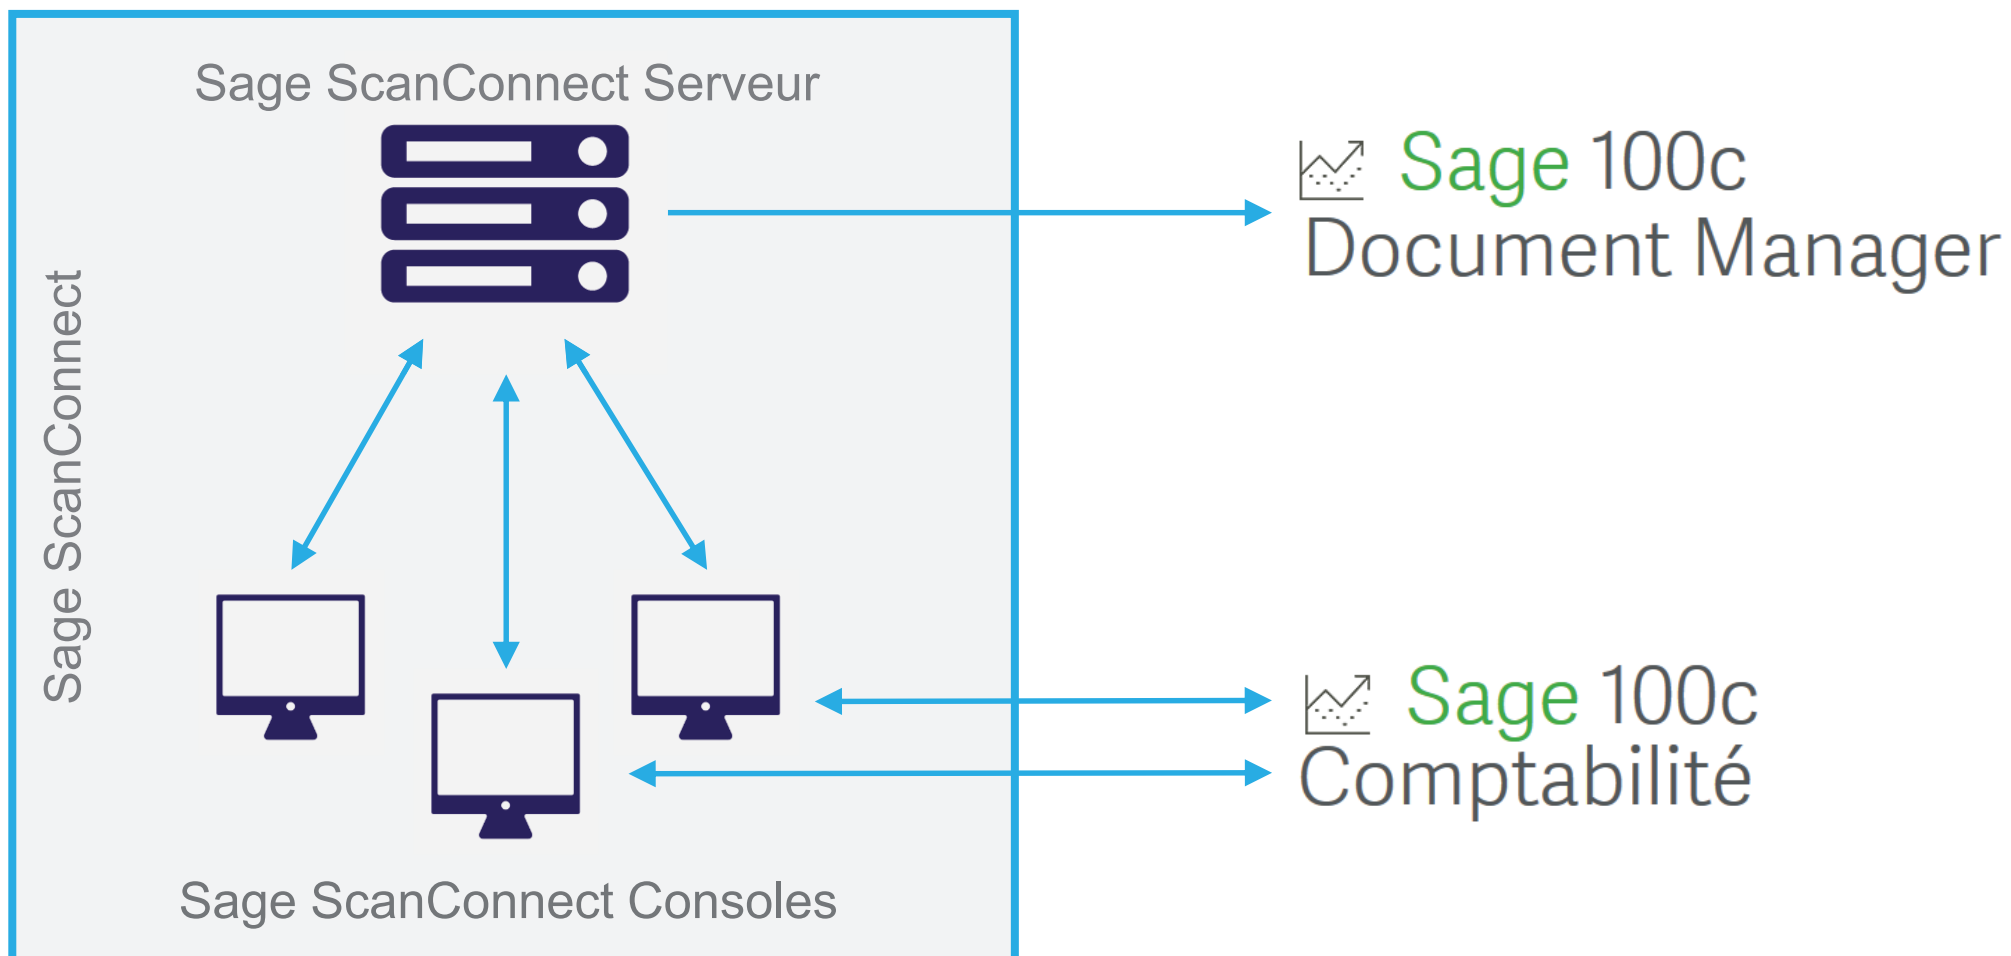 Sage ScanConnect Serveur
Sage ScanConnect
Sage 100c
Document Manager
Sage 100c
Comptabilité
Sage ScanConnect Consoles